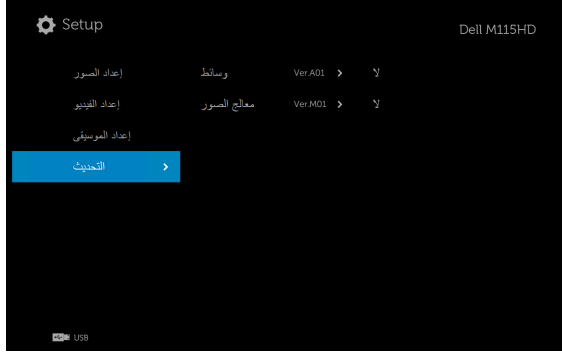 Setup
Dell M115HD
إعداد الصور
وسائط Ver.A01 > لا
إعداد الفيديو
معالج الصور Ver.M01 > لا
إعداد الموسيقى
التحديث >
USB